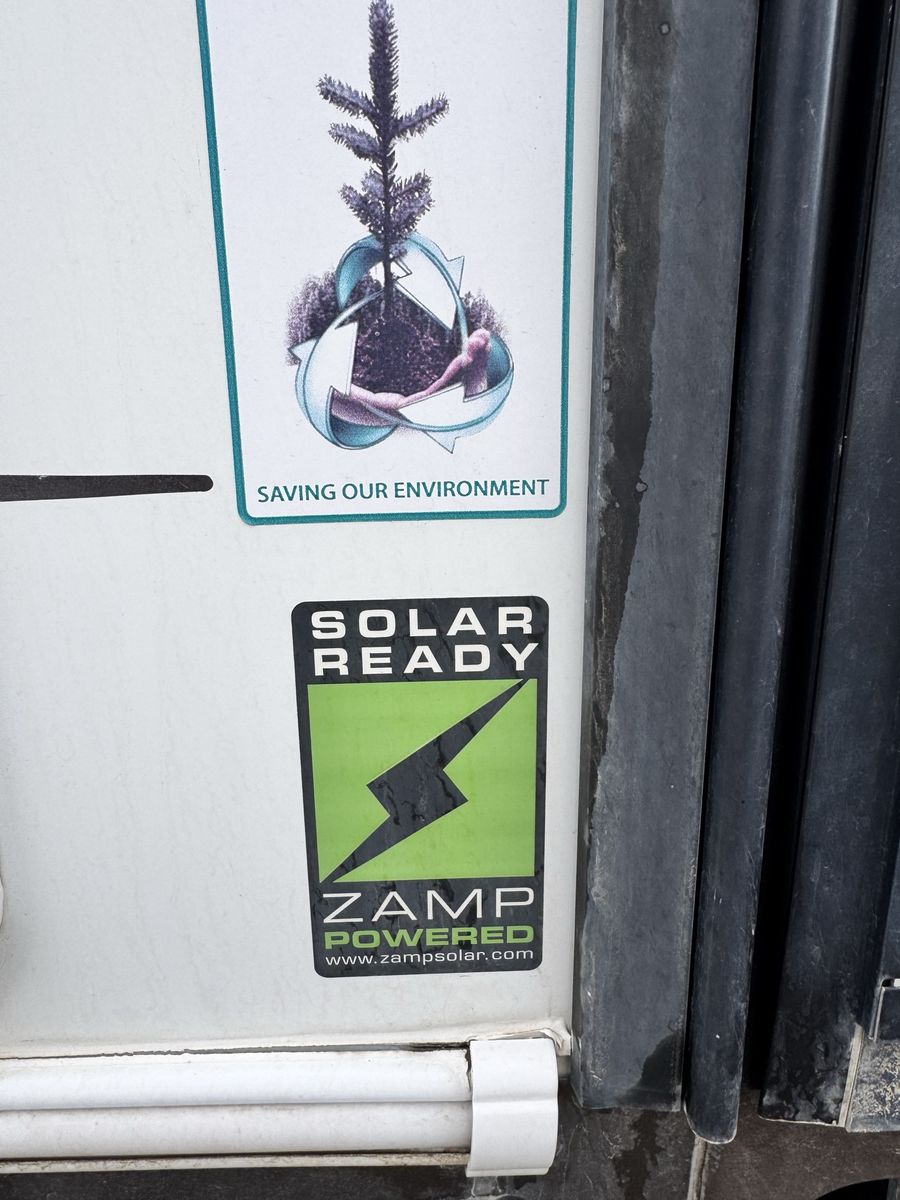 SAVING OUR ENVIRONMENT
SOLAR
READY
ZAMP
POWERED
www.zampsolar.com